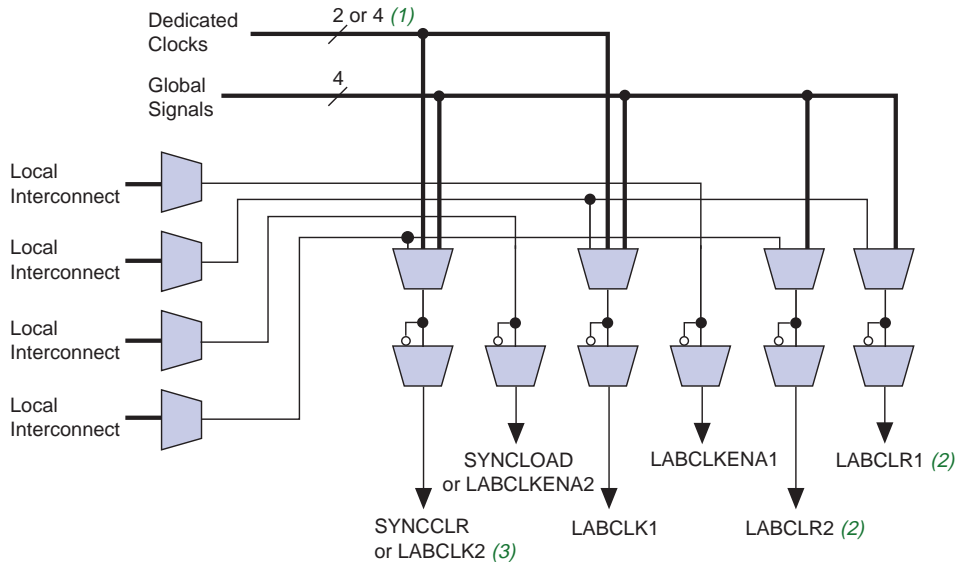 Dedicated
Clocks
2 or 4 (1)
Global
Signals
4
Local
Interconnect
Local
Interconnect
Local
Interconnect
Local
Interconnect
SYNCLOAD
or LABCLKENA2
LABCLKENA1
LABCLR1 (2)
SYNCCLR
or LABCLK2 (3)
LABCLK1
LABCLR2 (2)